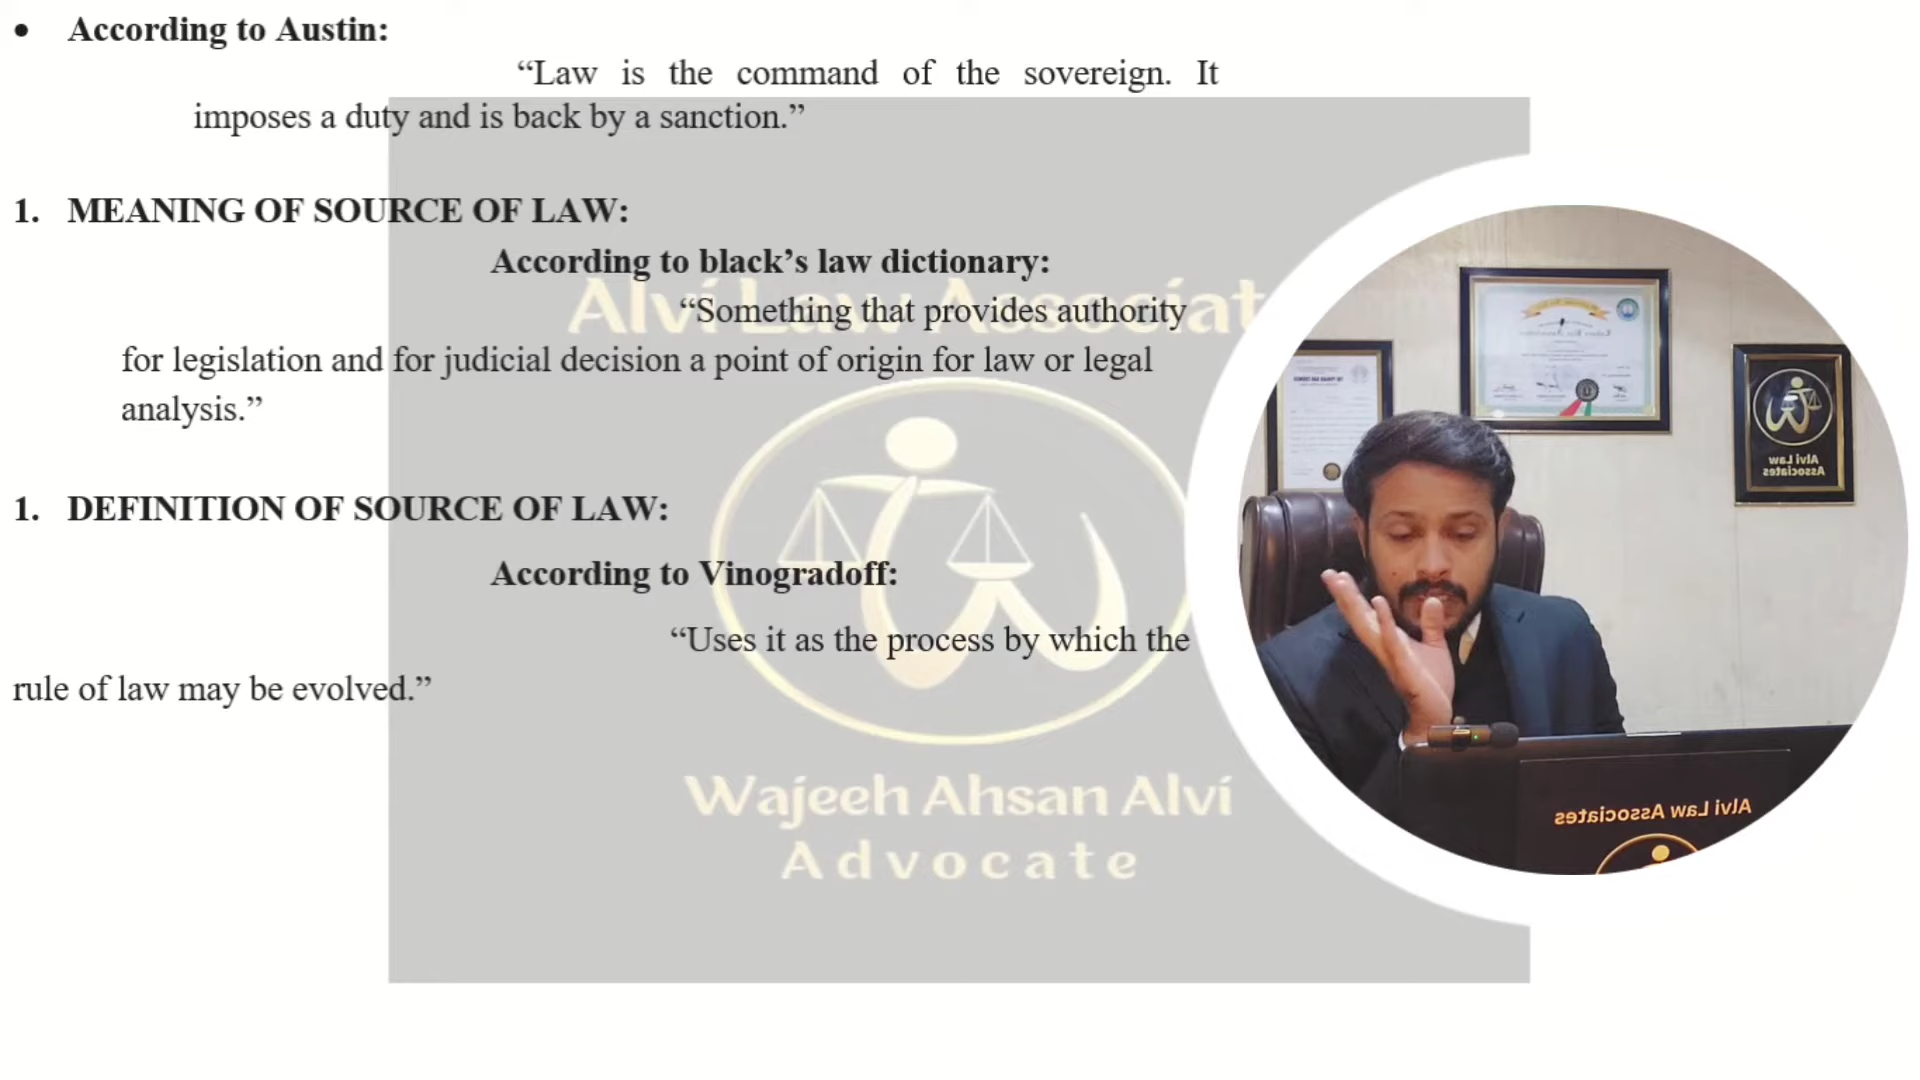 • According to Austin:
“Law is the command of the sovereign. It
imposes a duty and is back by a sanction.”
1. MEANING OF SOURCE OF LAW:
According to black’s law dictionary:
“Something that provides authority
for legislation and for judicial decision a point of origin for law or legal
analysis.”
1. DEFINITION OF SOURCE OF LAW:
According to Vinogradoff:
“Uses it as the process by which the
rule of law may be evolved.”
Alvi Law Associat
Wajeeh Ahsan Alvi
Advocate
Alvi Law
Associates
Alvi Law Associates